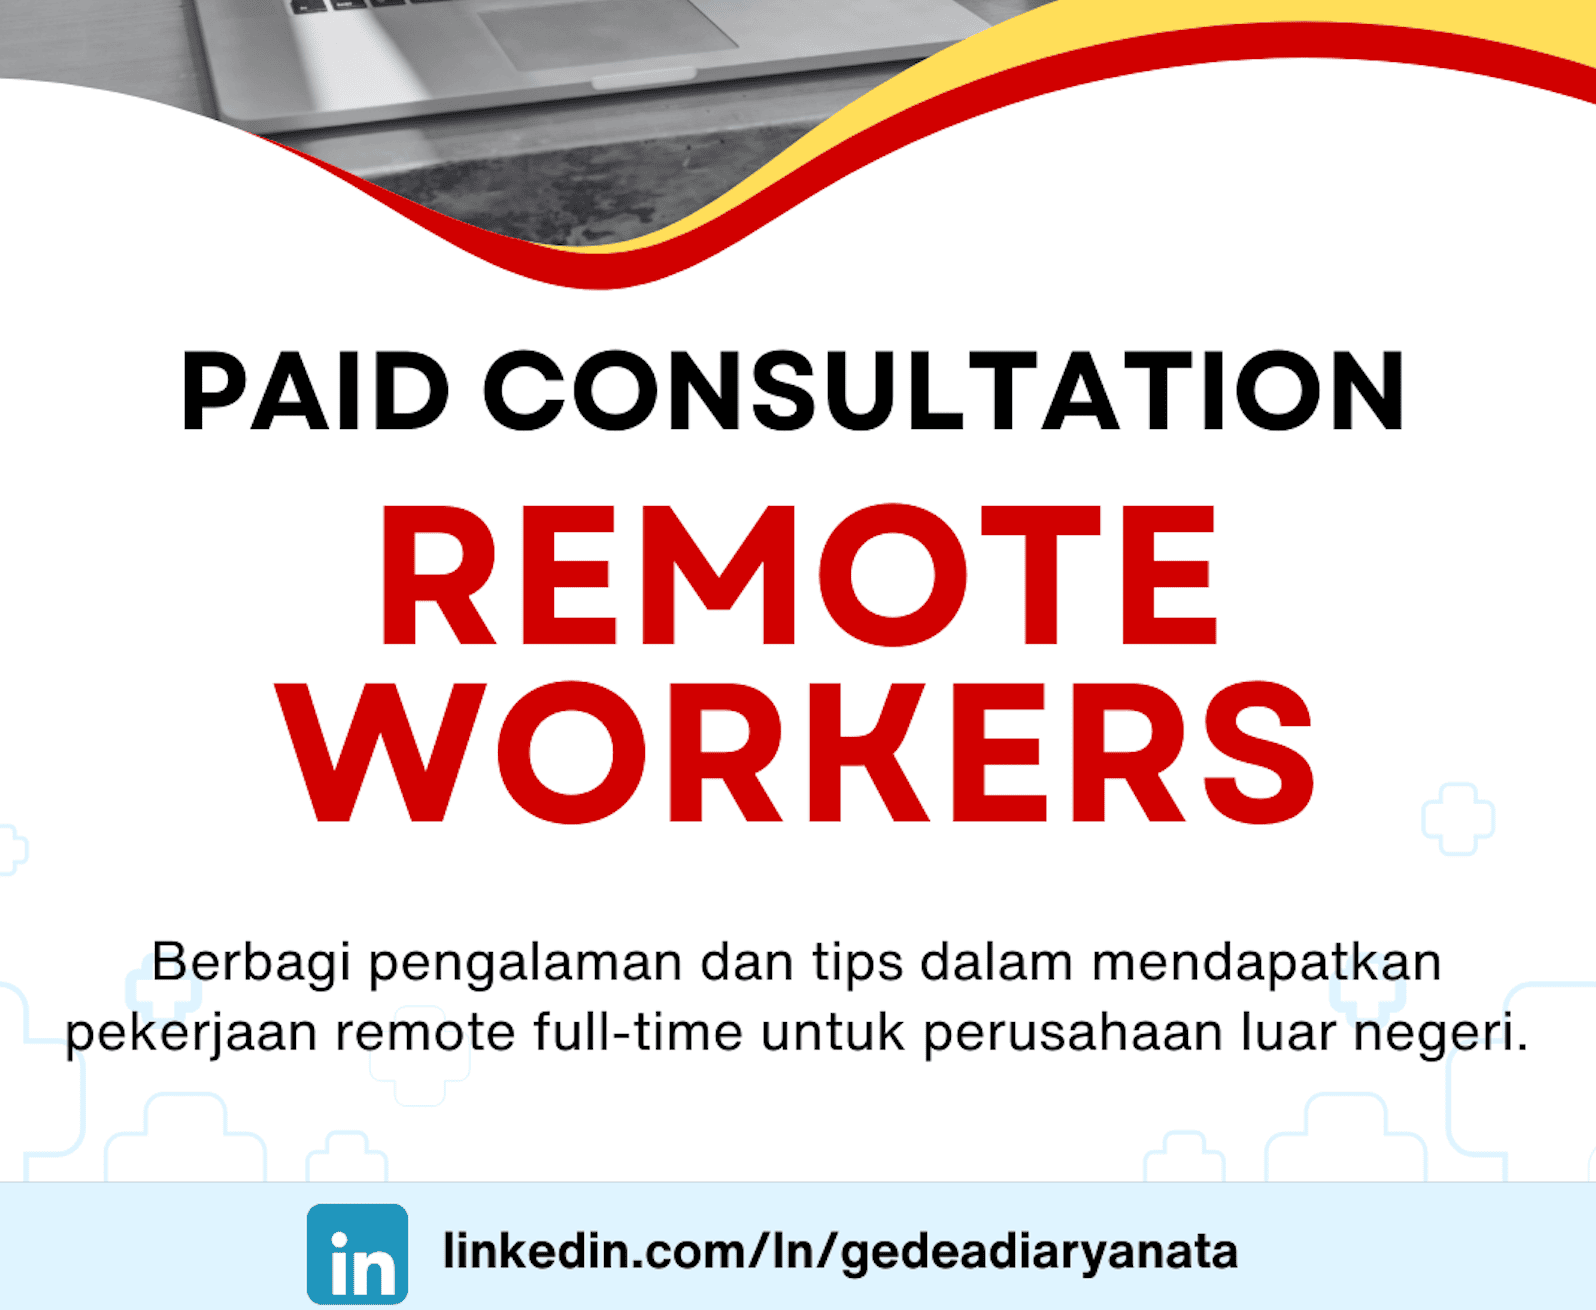 PAID CONSULTATION
REMOTE
WORKERS
Berbagi pengalaman dan tips dalam mendapatkan
pekerjaan remote full-time untuk perusahaan luar negeri.
in linkedin.com/In/gedeadiaryanata